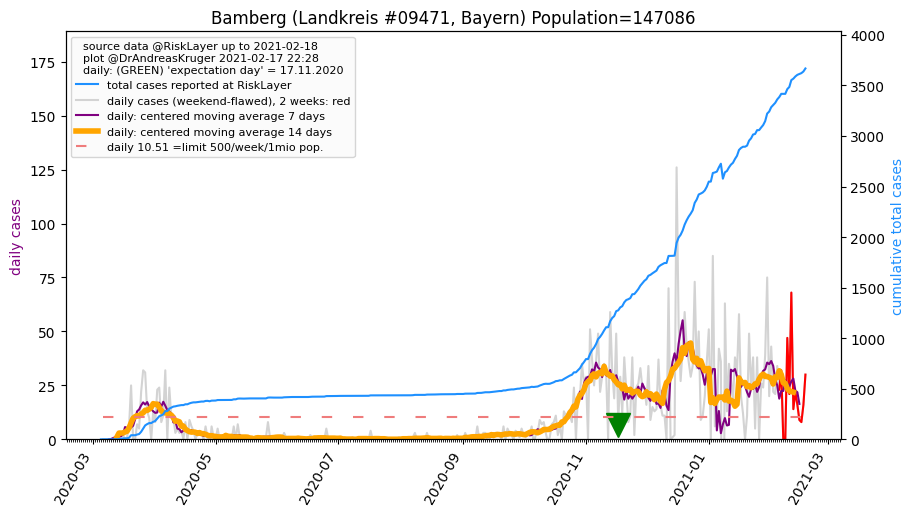 Bamberg (Landkreis #09471, Bayern) Population=147086
source data @RiskLayer up to 2021-02-18
plot @DrAndreasKruger 2021-02-17 22:28
daily: (GREEN) 'expectation day' = 17.11.2020
total cases reported at RiskLayer
daily cases (weekend-flawed), 2 weeks: red
daily: centered moving average 7 days
daily: centered moving average 14 days
daily 10.51 =limit 500/week/1mio pop.
daily cases
175
150
125
100
75
50
25
0
cumulative total cases
4000
3500
3000
2500
2000
1500
1000
500
0
2020-03
2020-05
2020-07
2020-09
2020-11
2021-01
2021-03